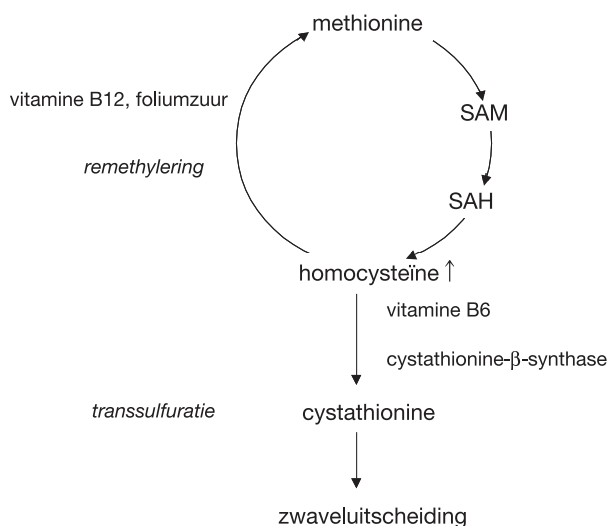 methionine
vitamine B12, foliumzuur
SAM
remethylering
SAH
homocysteïne ↑
vitamine B6
cystathionine-β-synthase
transsulfuratie
cystathionine
zwaveluitscheiding